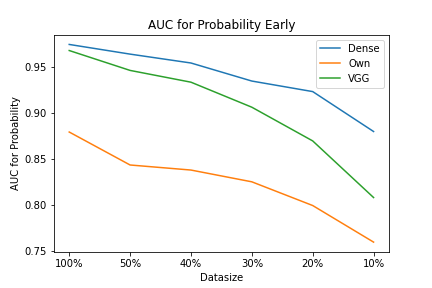 AUC for Probability Early
Dense
Own
VGG
AUC for Probability
0.95
0.90
0.85
0.80
0.75
100% 50% 40% 30% 20% 10%
Datasize